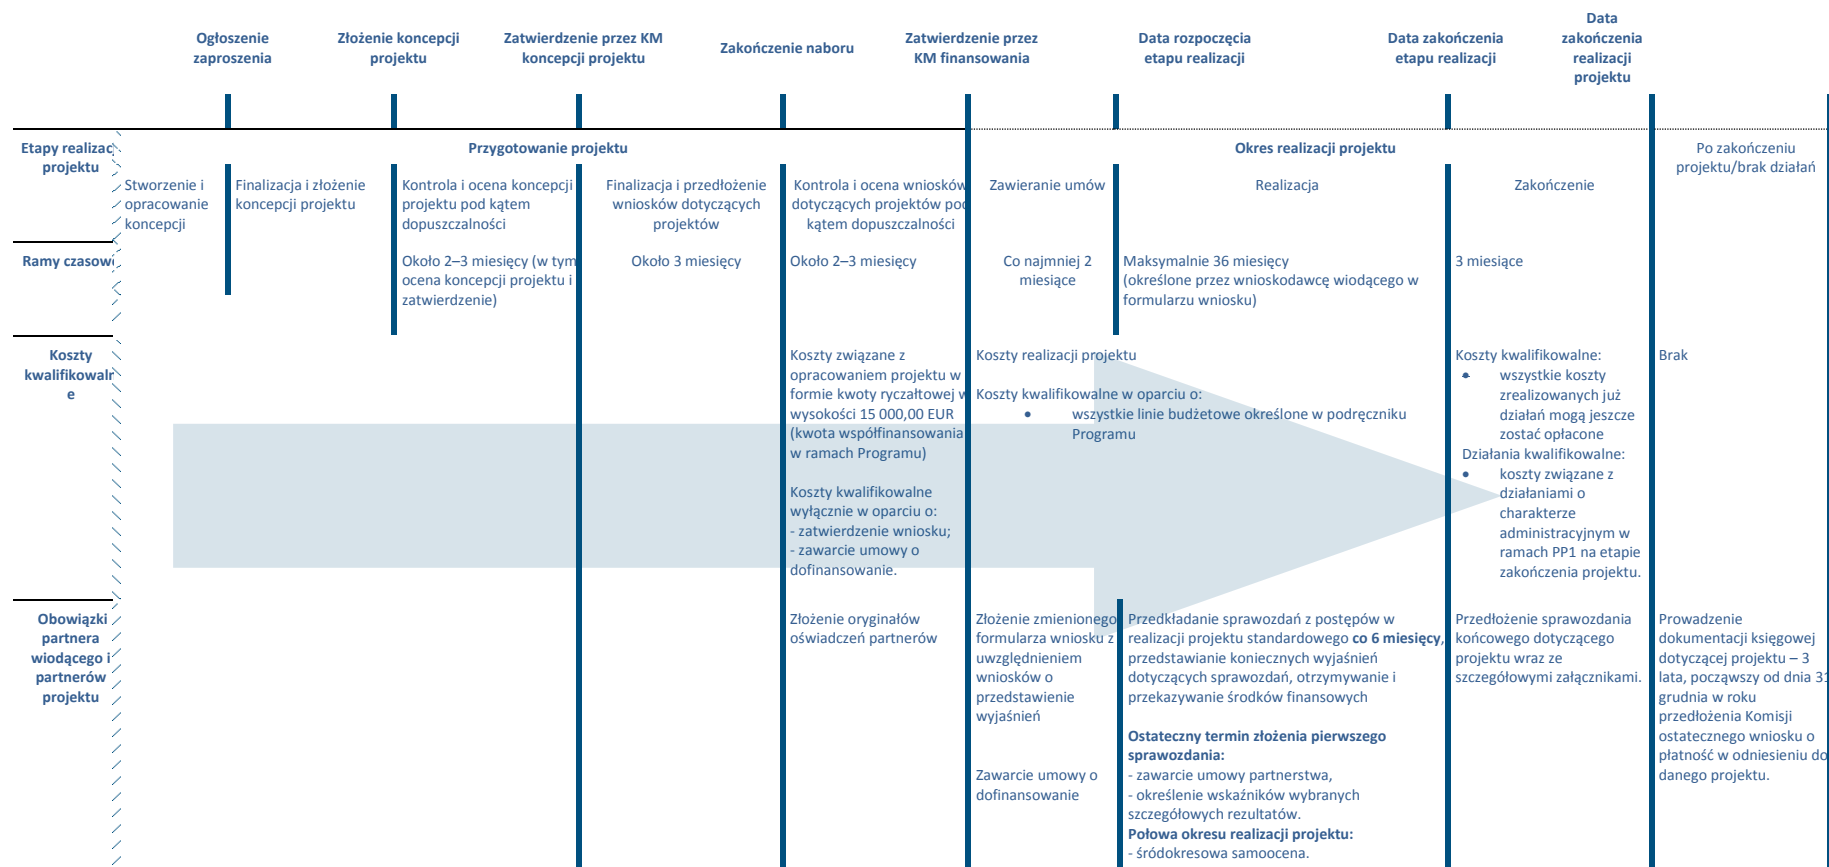 Ogłoszenie
zaproszenia
Złożenie koncepcji
projektu
Zatwierdzenie przez KM
koncepcji projektu
Zakończenie naboru
Zatwierdzenie przez
KM finansowania
Data rozpoczęcia
etapu realizacji
Data zakończenia
etapu realizacji
Data
zakończenia
realizacji
projektu
Etapy realizac
projektu
Przygotowanie projektu
Okres realizacji projektu
Po zakończeniu
projektu/brak działań
Stworzenie i
opracowanie
koncepcji
Finalizacja i złożenie
koncepcji projektu
Kontrola i ocena koncepcji
projektu pod kątem
dopuszczalności
Finalizacja i przedłożenie
wniosków dotyczących
projektów
Kontrola i ocena wniosków
dotyczących projektów pod
kątem dopuszczalności
Zawieranie umów
Realizacja
Zakończenie
Ramy czasow
Około 2–3 miesięcy (w tym
ocena koncepcji projektu i
zatwierdzenie)
Około 3 miesięcy
Około 2–3 miesięcy
Co najmniej 2
miesiące
Maksymalnie 36 miesięcy
(określone przez wnioskodawcę wiodącego w
formularzu wniosku)
3 miesiące
Koszty
kwalifikowaln
e
Koszty związane z
opracowaniem projektu w
formie kwoty ryczałtowej w
wysokości 15 000,00 EUR
(kwota współfinansowania
w ramach Programu)
Koszty kwalifikowalne
wyłącznie w oparciu o:
- zatwierdzenie wniosku;
- zawarcie umowy o
dofinansowanie.
Koszty realizacji projektu
Koszty kwalifikowalne w oparciu o:
• wszystkie linie budżetowe określone w podręczniku
Programu
Koszty kwalifikowalne:
• wszystkie koszty
zrealizowanych już
działań mogą jeszcze
zostać opłacone
Działania kwalifikowalne:
• koszty związane z
działaniami o
charakterze
administracyjnym w
ramach PP1 na etapie
zakończenia projektu.
Brak
Obowiązki
partnera
wiodącego i
partnerów
projektu
Złożenie oryginałów
oświadczeń partnerów
Złożenie zmienionego
formularza wniosku z
uwzględnieniem
wniosków o
przedstawienie
wyjaśnień
Zawarcie umowy o
dofinansowanie
Przedkładanie sprawozdań z postępów w
realizacji projektu standardowego co 6 miesięcy,
przedstawianie koniecznych wyjaśnień
dotyczących sprawozdań, otrzymywanie i
przekazywanie środków finansowych
Ostateczny termin złożenia pierwszego
sprawozdania:
- zawarcie umowy partnerstwa,
- określenie wskaźników wybranych
szczegółowych rezultatów.
Połowa okresu realizacji projektu:
- śródokresowa samoocena.
Przedłożenie sprawozdania
końcowego dotyczącego
projektu wraz ze
szczegółowymi załącznikami.
Prowadzenie
dokumentacji księgowej
dotyczącej projektu – 3
lata, począwszy od dnia 31
grudnia w roku
przedłożenia Komisji
ostatecznego wniosku o
płatność w odniesieniu do
danego projektu.